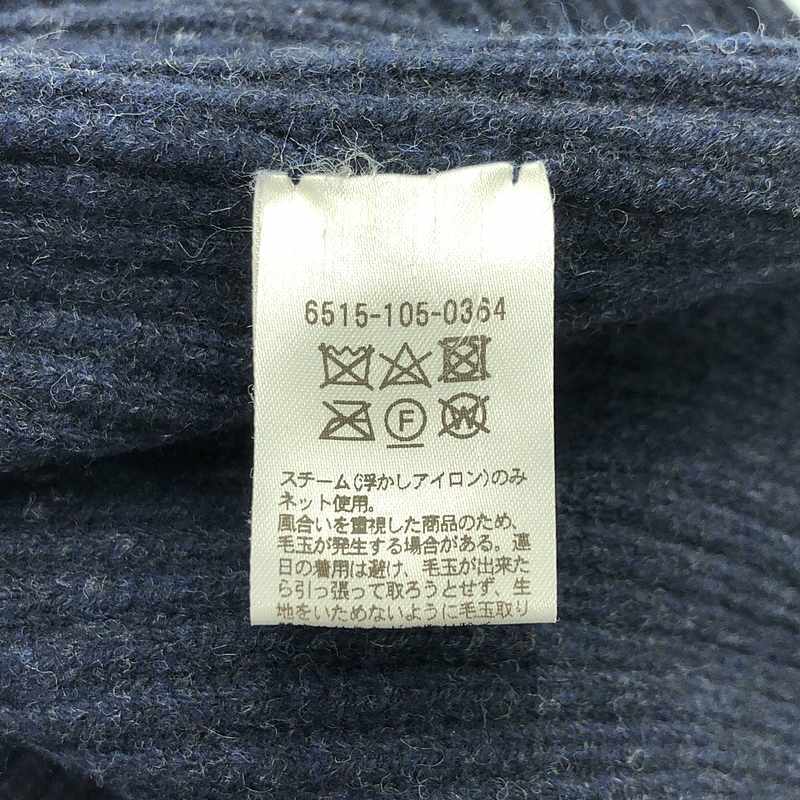 6515-105-0364
F
W
スチーム(浮かしアイロン)のみ
ネット使用。
風合いを重視した商品のため、
毛玉が発生する場合がある。連
日の着用は避け、毛玉が出来た
ら引っ張って取ろうとせず、生
地をいためないように毛玉取り